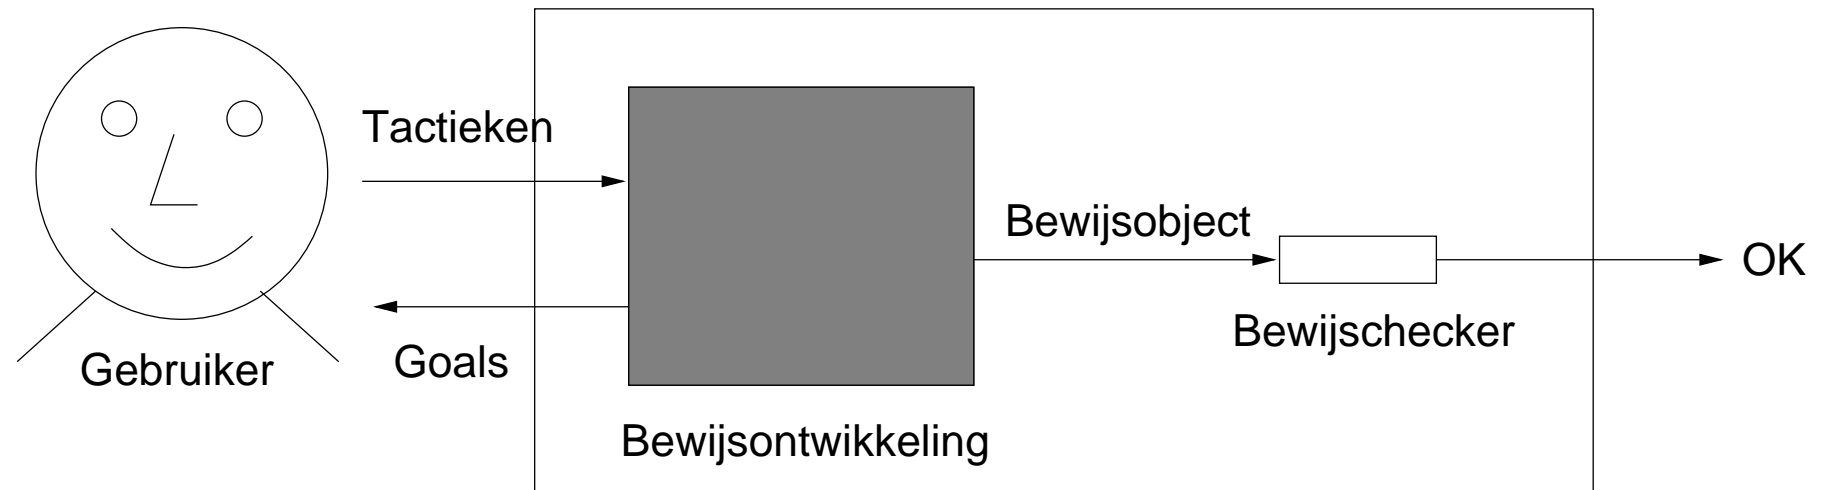 Tactieken
Bewijsobject
OK
Bewijschecker
Goals
Gebruiker
Bewijsontwikkeling